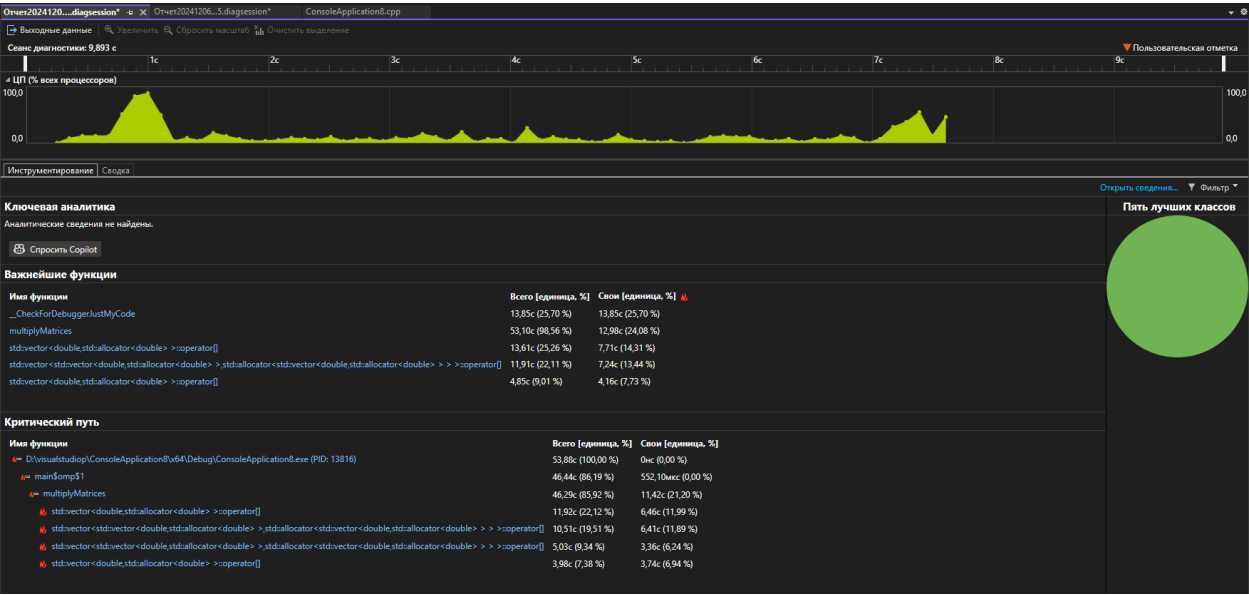 Отчет2024120....diagsession* Отчет20241206...5.diagsession* ConsoleApplication8.cpp
Выходные данные Увеличить Сбросить масштаб Очистить выделение
Сеанс диагностики: 9,893 с Пользовательская отметка
1с 2с 3с 4с 5с 6с 7с 8с 9с
ЦП (% всех процессоров)
100,0 100,0
0,0 0,0
Инструментирование Сводка
Открыть сведения... Фильтр
Ключевая аналитика Пять лучших классов
Аналитические сведения не найдены.
Спросить Copilot
Важнейшие функции
Имя функции Всего [единица, %] Свои [единица, %]
__CheckForDebuggerJustMyCode 13,85с (25,70 %) 13,85с (25,70 %)
multiplyMatrices 53,10с (98,56 %) 12,98с (24,08 %)
std::vector<double,std::allocator<double> >::operator[] 13,61с (25,26 %) 7,71с (14,31 %)
std::vector<std::vector<double,std::allocator<double> >,std::allocator<std::vector<double,std::allocator<double> > > >::operator[] 11,91с (22,11 %) 7,24с (13,44 %)
std::vector<double,std::allocator<double> >::operator[] 4,85с (9,01 %) 4,16с (7,73 %)
Критический путь
Имя функции Всего [единица, %] Свои [единица, %]
D:\visualstudiop\ConsoleApplication8\x64\Debug\ConsoleApplication8.exe (PID: 13816) 53,88с (100,00 %) 0нс (0,00 %)
main$omp$1 46,44с (86,19 %) 552,10мкс (0,00 %)
multiplyMatrices 46,29с (85,92 %) 11,42с (21,20 %)
std::vector<double,std::allocator<double> >::operator[] 11,92с (22,12 %) 6,46с (11,99 %)
std::vector<std::vector<double,std::allocator<double> >,std::allocator<std::vector<double,std::allocator<double> > > >::operator[] 10,51с (19,51 %) 6,41с (11,89 %)
std::vector<std::vector<double,std::allocator<double> >,std::allocator<std::vector<double,std::allocator<double> > > >::operator[] 5,03с (9,34 %) 3,36с (6,24 %)
std::vector<double,std::allocator<double> >::operator[] 3,98с (7,38 %) 3,74с (6,94 %)